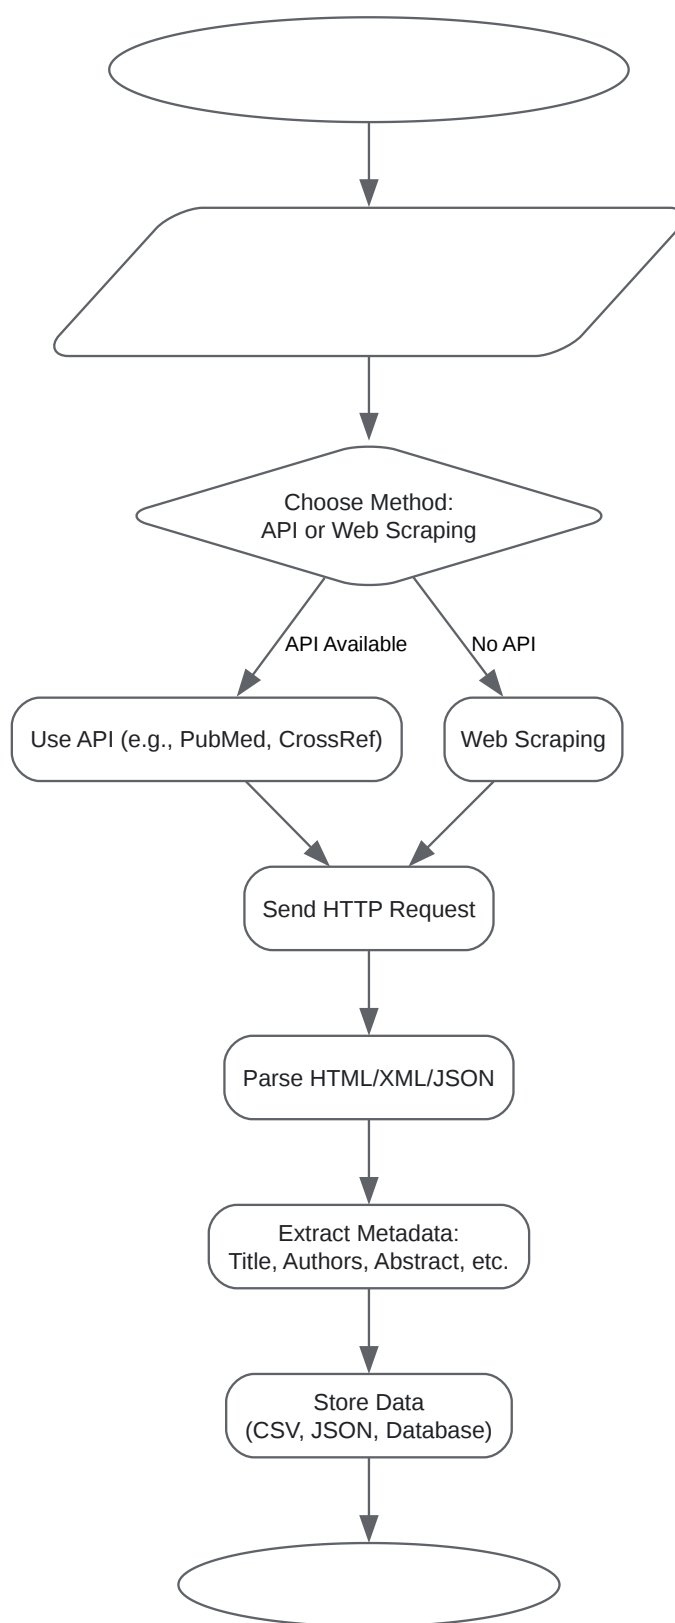 Choose Method:
API or Web Scraping
API Available
No API
Use API (e.g., PubMed, CrossRef)
Web Scraping
Send HTTP Request
Parse HTML/XML/JSON
Extract Metadata:
Title, Authors, Abstract, etc.
Store Data
(CSV, JSON, Database)